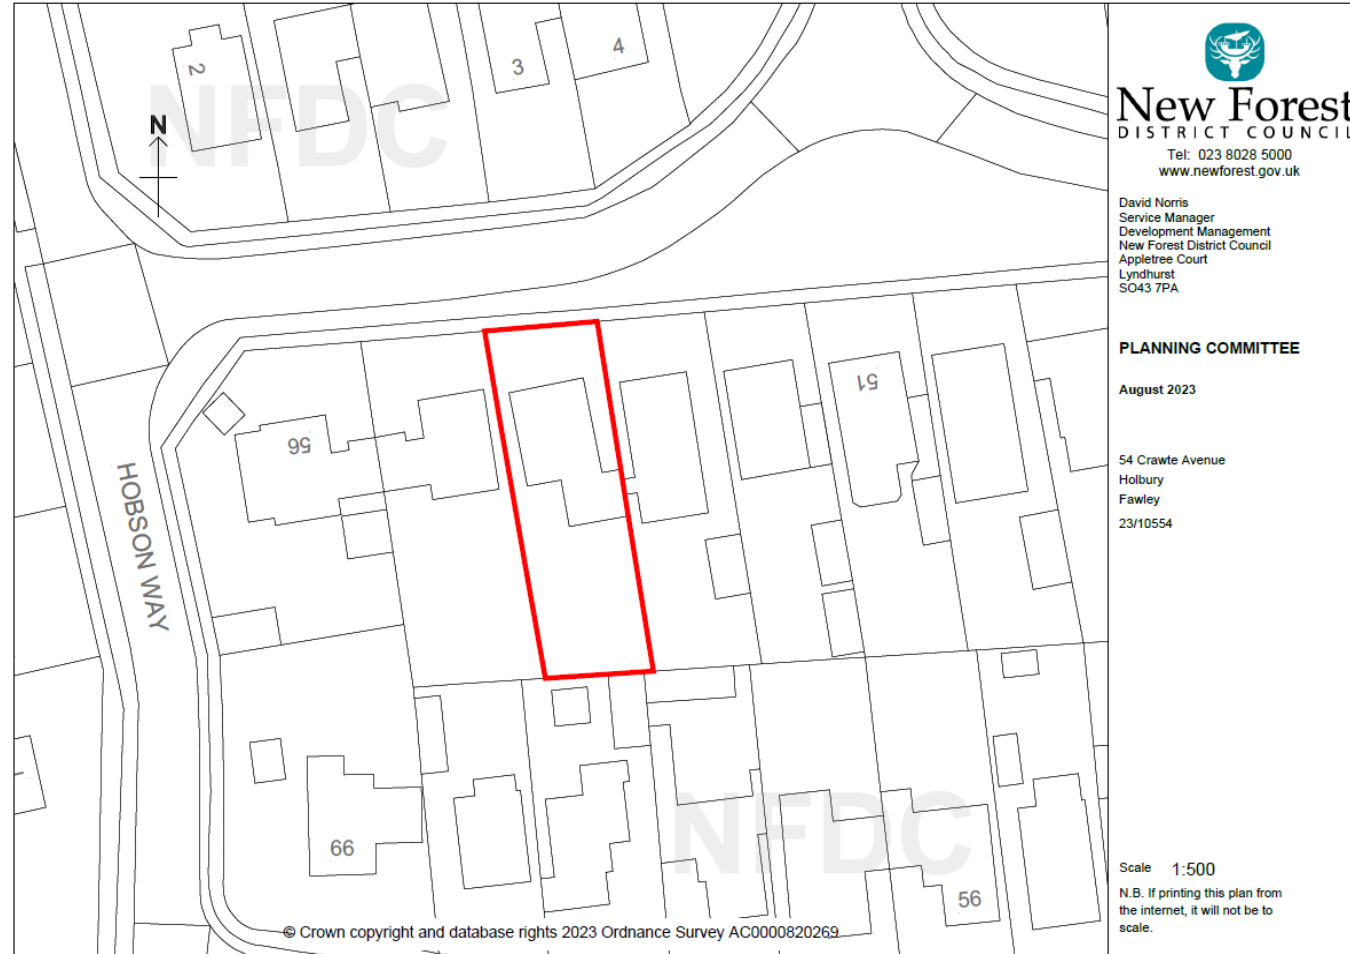 2
3
4
NFDC
N
56
51
HOBSON WAY
66
NFDC
56
© Crown copyright and database rights 2023 Ordnance Survey AC0000820269
New Forest
DISTRICT COUNCIL
Tel: 023 8028 5000
www.newforest.gov.uk
David Norris
Service Manager
Development Management
New Forest District Council
Appletree Court
Lyndhurst
SO43 7PA
PLANNING COMMITTEE
August 2023
54 Crawte Avenue
Holbury
Fawley
23/10554
Scale 1:500
N.B. If printing this plan from
the internet, it will not be to
scale.